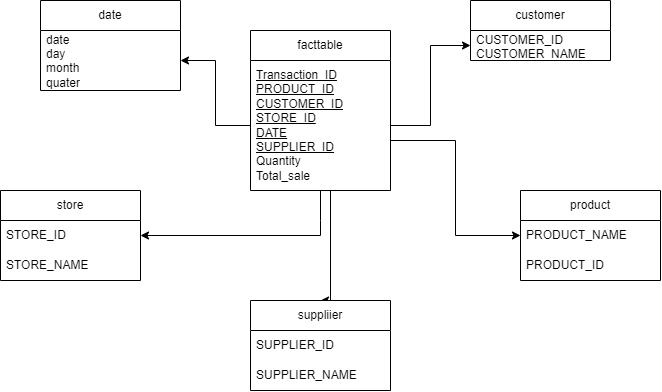 date
date
day
month
quater
facttable
Transaction_ID
PRODUCT_ID
CUSTOMER_ID
STORE_ID
DATE
SUPPLIER_ID
Quantity
Total_sale
customer
CUSTOMER_ID
CUSTOMER_NAME
store
STORE_ID
STORE_NAME
product
PRODUCT_NAME
PRODUCT_ID
suppliier
SUPPLIER_ID
SUPPLIER_NAME